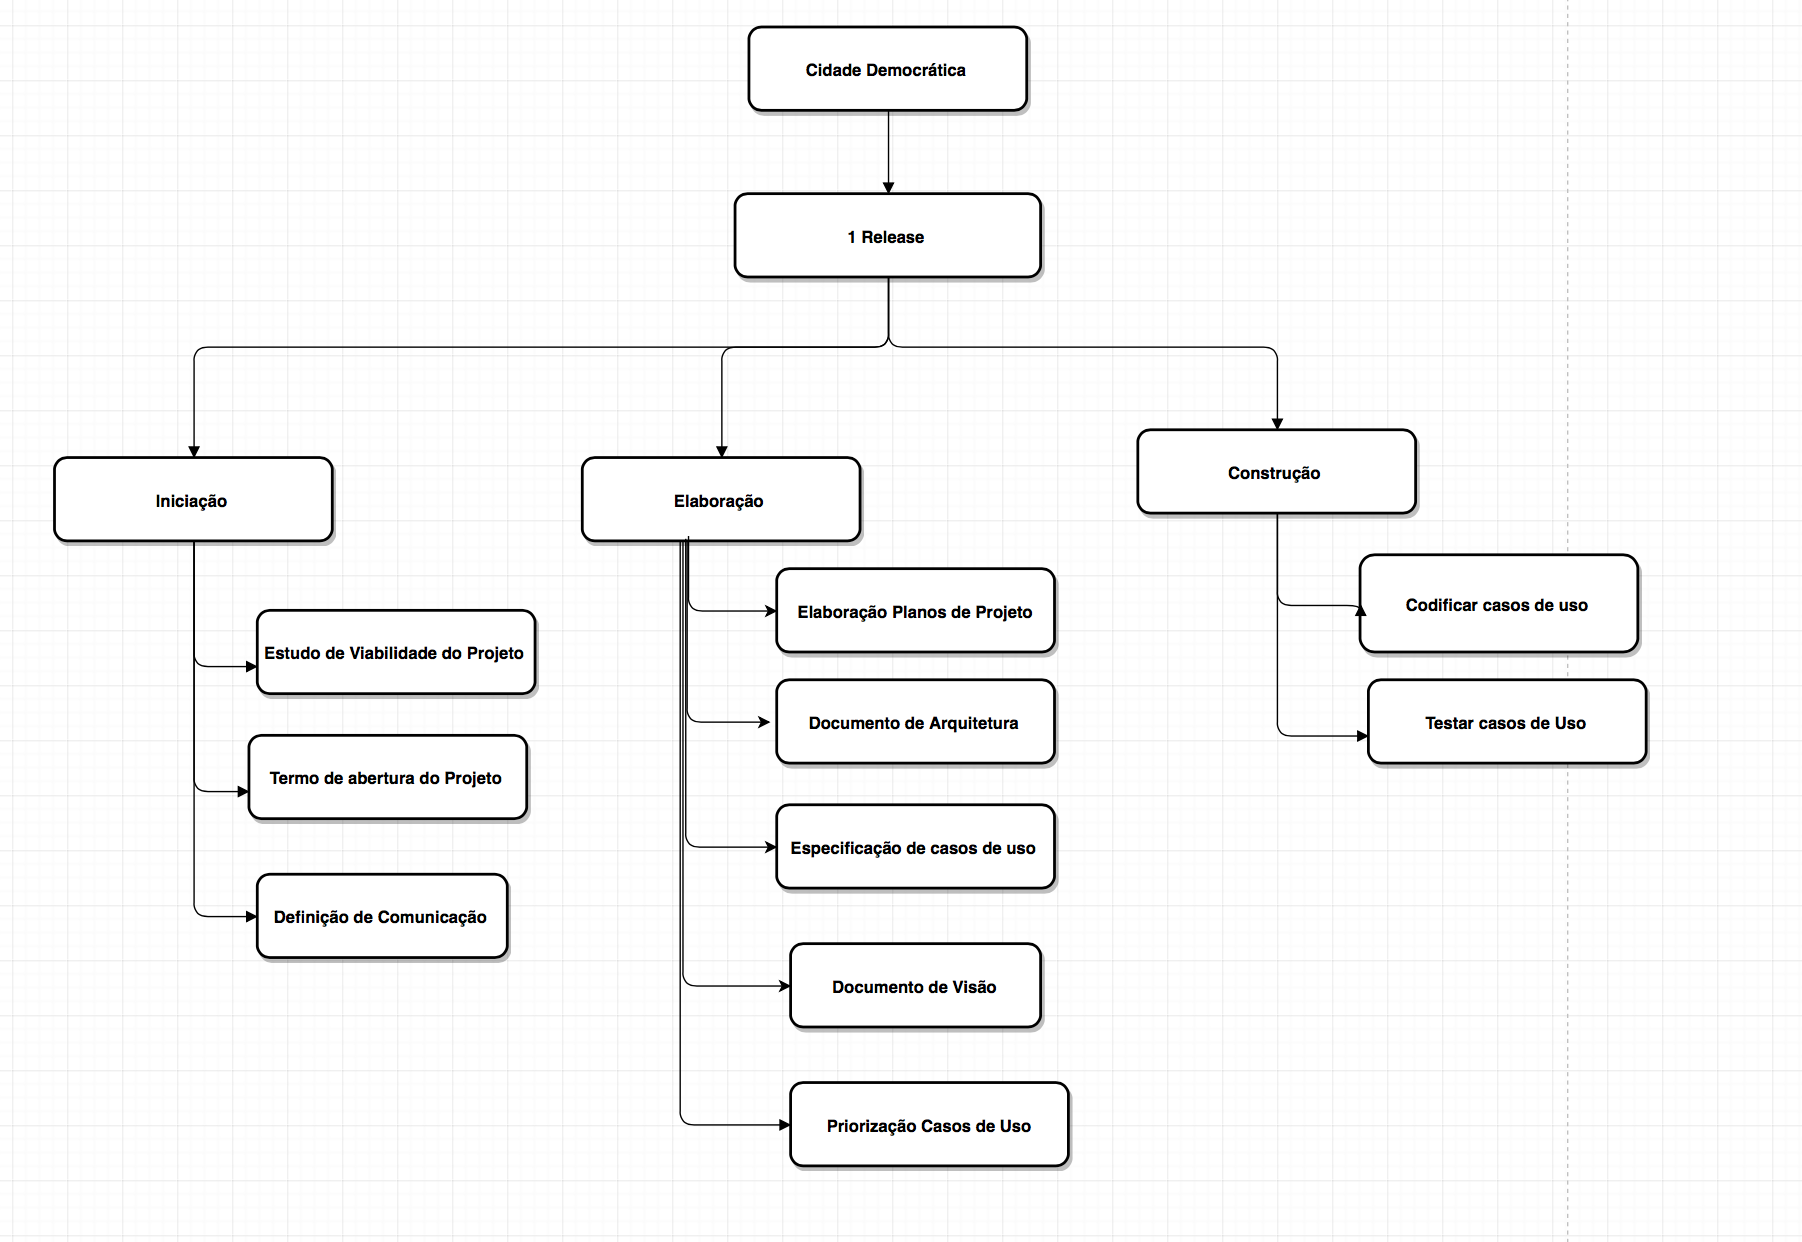 Cidade Democrática
1 Release
Iniciação
Estudo de Viabilidade do Projeto
Termo de abertura do Projeto
Definição de Comunicação
Elaboração
Elaboração Planos de Projeto
Documento de Arquitetura
Especificação de casos de uso
Documento de Visão
Priorização Casos de Uso
Construção
Codificar casos de uso
Testar casos de Uso